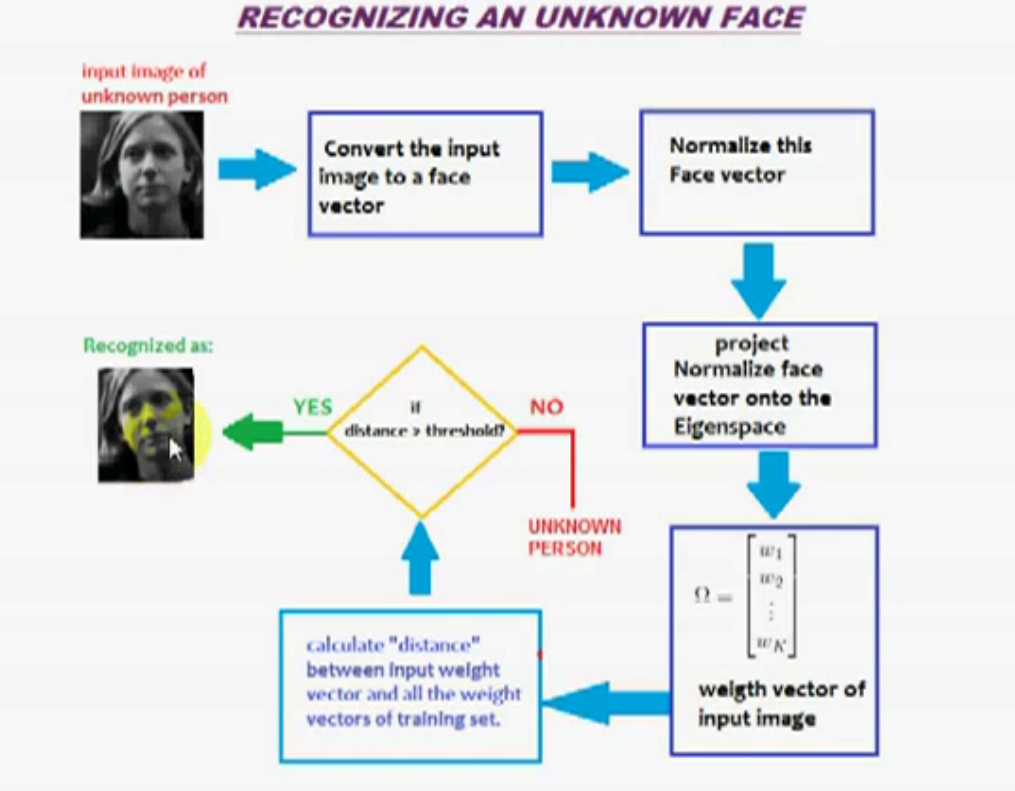 RECOGNIZING AN UNKNOWN FACE
input image of
unknown person
Convert the input
image to a face
vector
Normalize this
Face vector
project
Normalize face
vector onto the
Eigenspace
Ω = [w1 w2 ⋮ wK]
weigth vector of
input image
calculate "distance"
between input weight
vector and all the weight
vectors of training set.
if
distance > threshold?
YES
NO
UNKNOWN
PERSON
Recognized as: